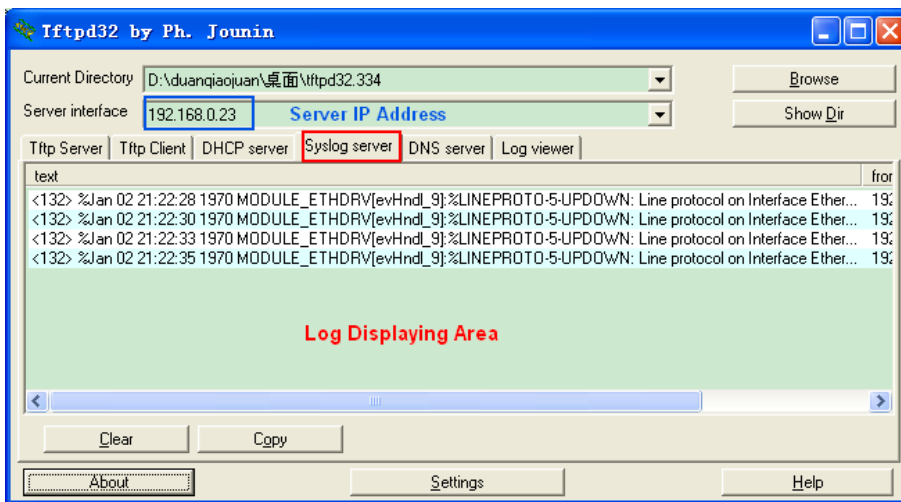 Tftpd32 by Ph. Jounin
Current Directory D:\duanqiaojuan\桌面\tftpd32.334 Browse
Server interface 192.168.0.23 Server IP Address Show Dir
Tftp Server Tftp Client DHCP server Syslog server DNS server Log viewer
text fror
<132> %Jan 02 21:22:28 1970 MODULE_ETHDRV[evHndl_9]:%LINEPROTO-5-UPDOWN: Line protocol on Interface Ether... 192
<132> %Jan 02 21:22:30 1970 MODULE_ETHDRV[evHndl_9]:%LINEPROTO-5-UPDOWN: Line protocol on Interface Ether... 192
<132> %Jan 02 21:22:33 1970 MODULE_ETHDRV[evHndl_9]:%LINEPROTO-5-UPDOWN: Line protocol on Interface Ether... 192
<132> %Jan 02 21:22:35 1970 MODULE_ETHDRV[evHndl_9]:%LINEPROTO-5-UPDOWN: Line protocol on Interface Ether... 192
Log Displaying Area
Clear Copy
About Settings Help